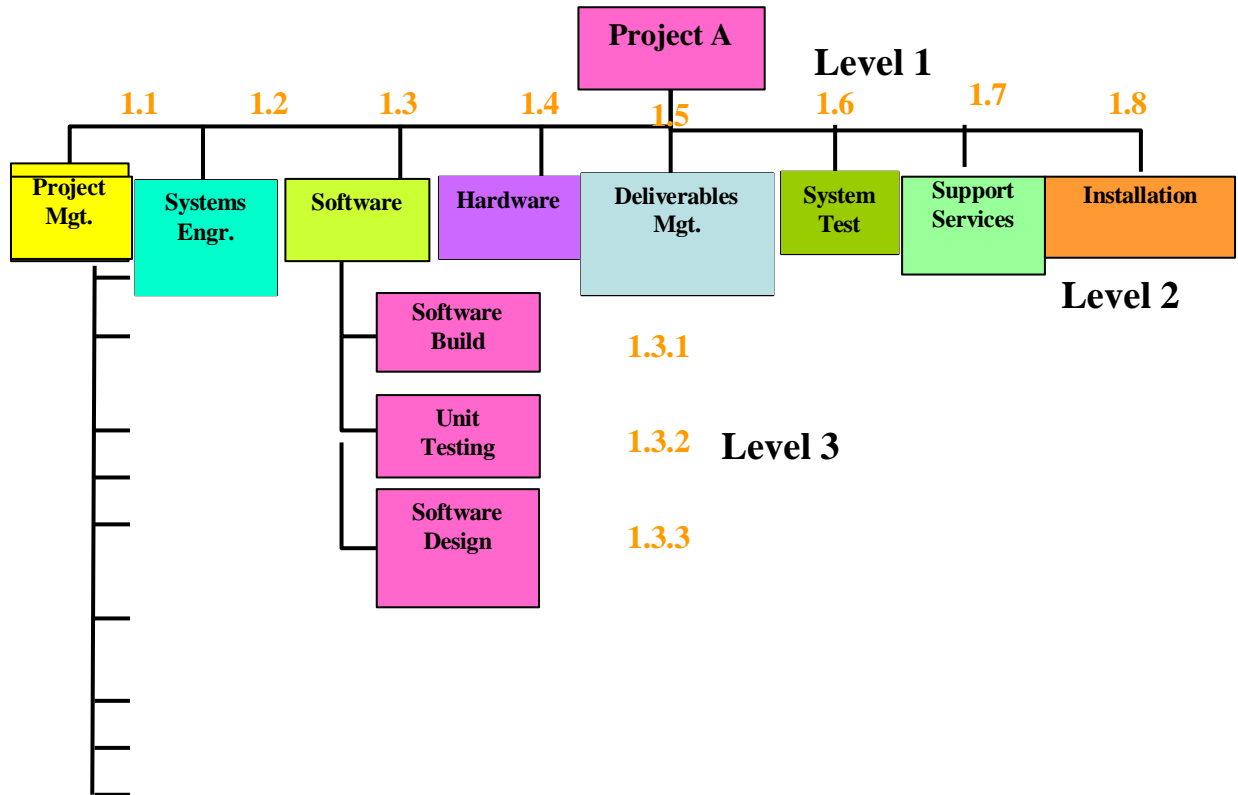 Project A
Level 1
1.1
1.2
1.3
1.4
1.5
1.6
1.7
1.8
Project
Mgt.
Systems
Engr.
Software
Hardware
Deliverables
Mgt.
System
Test
Support
Services
Installation
Level 2
Software
Build
1.3.1
Unit
Testing
1.3.2
Level 3
Software
Design
1.3.3